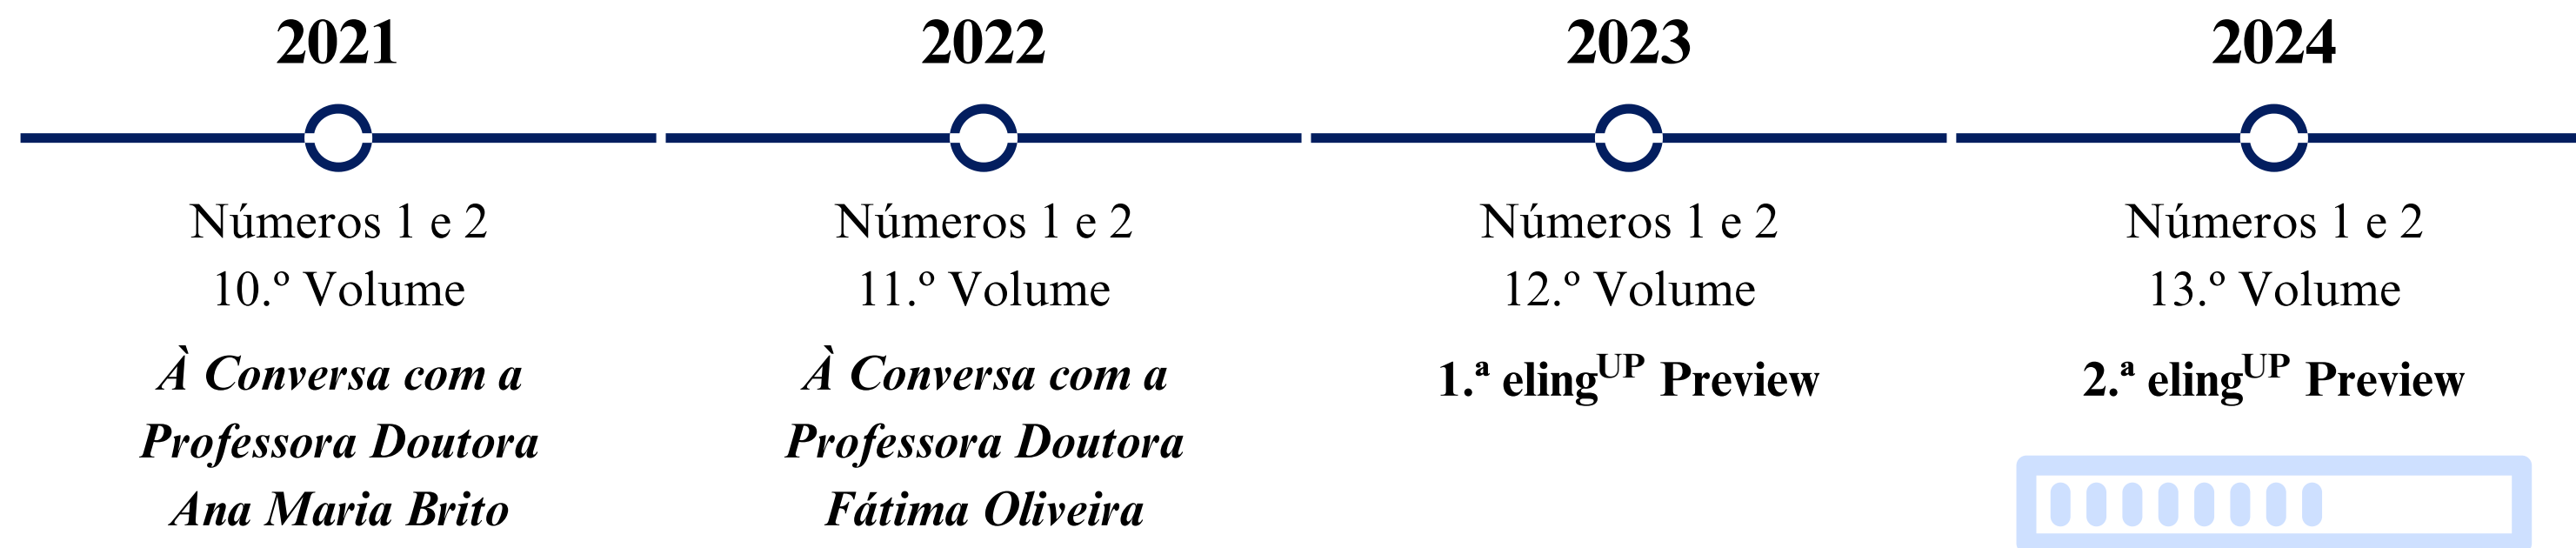 2021
Números 1 e 2
10.º Volume
À Conversa com a
Professora Doutora
Ana Maria Brito
2022
Números 1 e 2
11.º Volume
À Conversa com a
Professora Doutora
Fátima Oliveira
2023
Números 1 e 2
12.º Volume
1.ª elingUP Preview
2024
Números 1 e 2
13.º Volume
2.ª elingUP Preview